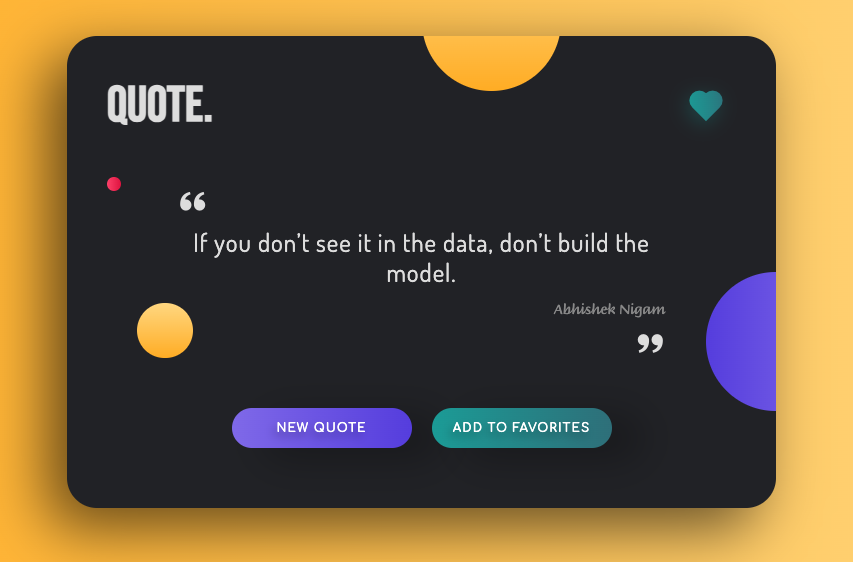 QUOTE.
“
If you don’t see it in the data, don’t build the
model.
Abhishek Nigam
”
NEW QUOTE
ADD TO FAVORITES